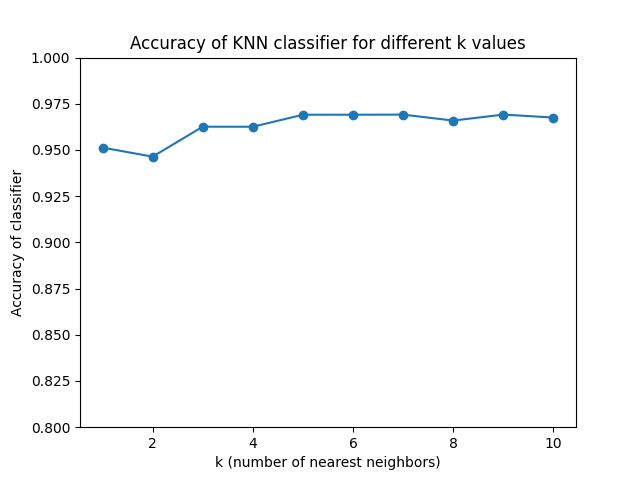 Accuracy of KNN classifier for different k values
1.000
0.975
0.950
0.925
0.900
0.875
0.850
0.825
0.800
Accuracy of classifier
2 4 6 8 10
k (number of nearest neighbors)